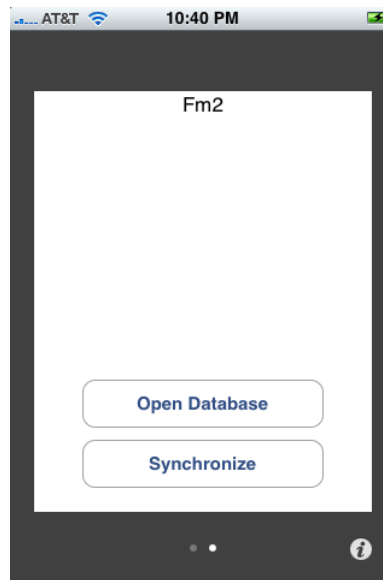 AT&T 10:40 PM
Fm2
Open Database
Synchronize
i